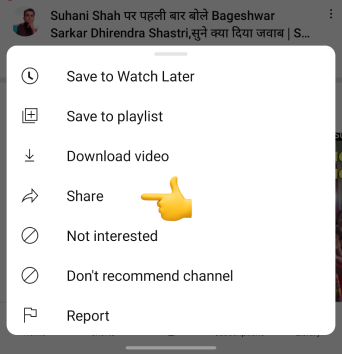 Suhani Shah पर पहली बार बोले Bageshwar
Sarkar Dhirendra Shastri,सुने क्या दिया जवाब | S...
Save to Watch Later
Save to playlist
Download video
Share
Not interested
Don't recommend channel
Report